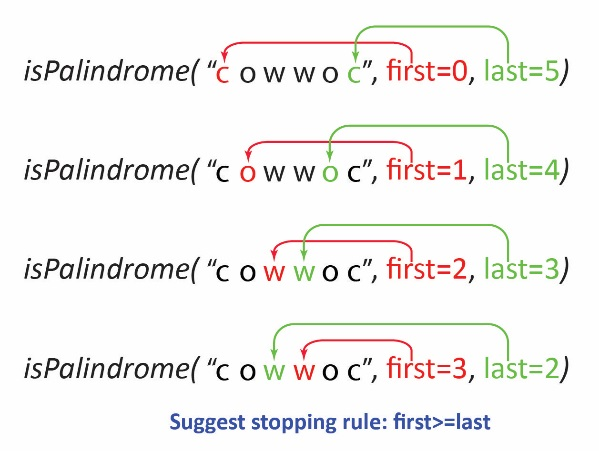 isPalindrome( “c o w w o c”, first=0, last=5)
isPalindrome( “c o w w o c”, first=1, last=4)
isPalindrome( “c o w w o c”, first=2, last=3)
isPalindrome( “c o w w o c”, first=3, last=2)
Suggest stopping rule: first>=last